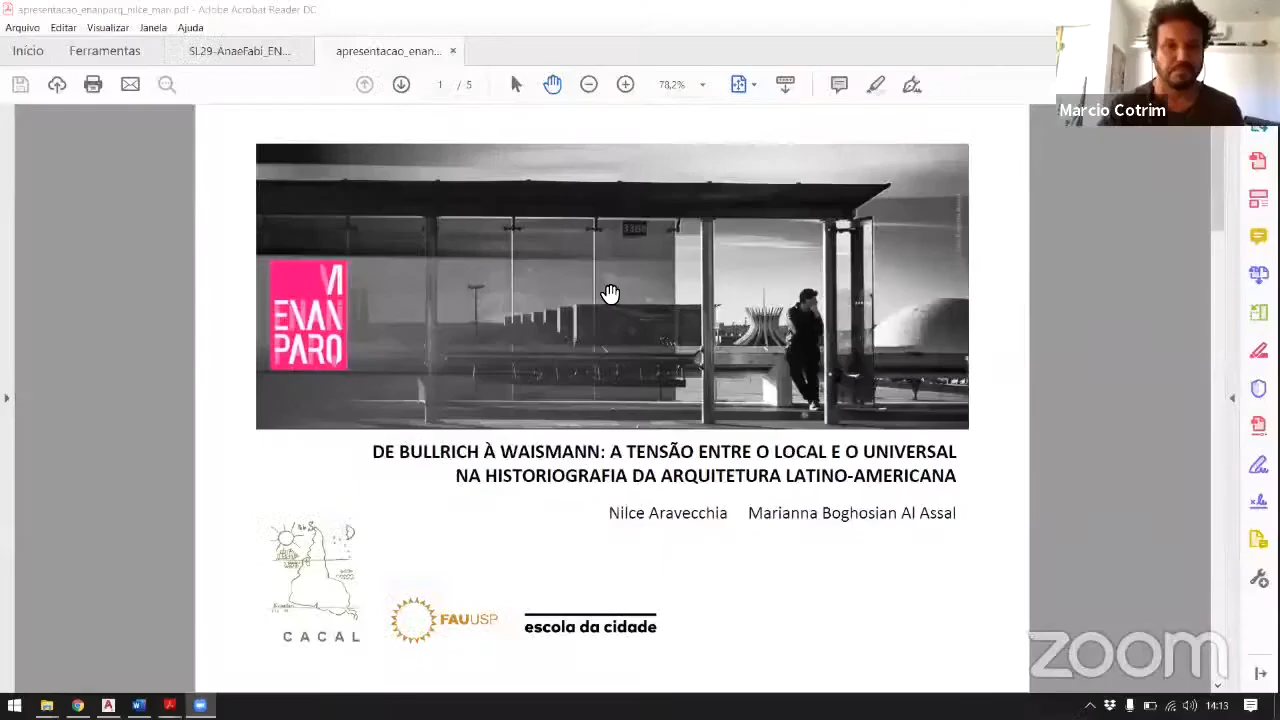 apresentacao_enanparq_nilce_mari.pdf - Adobe Acrobat Reader DC
Arquivo Editar Visualizar Janela Ajuda
Início Ferramentas SL29-AnaeFabi_EN... apresentacao_enan... ×
1 / 5 78,2%
Marcio Cotrim
3366
VI
ENAN
PARQ
DE BULLRICH À WAISMANN: A TENSÃO ENTRE O LOCAL E O UNIVERSAL
NA HISTORIOGRAFIA DA ARQUITETURA LATINO-AMERICANA
Nilce Aravecchia Marianna Boghosian Al Assal
CACAL
FAUUSP
escola da cidade
zoom
14:13